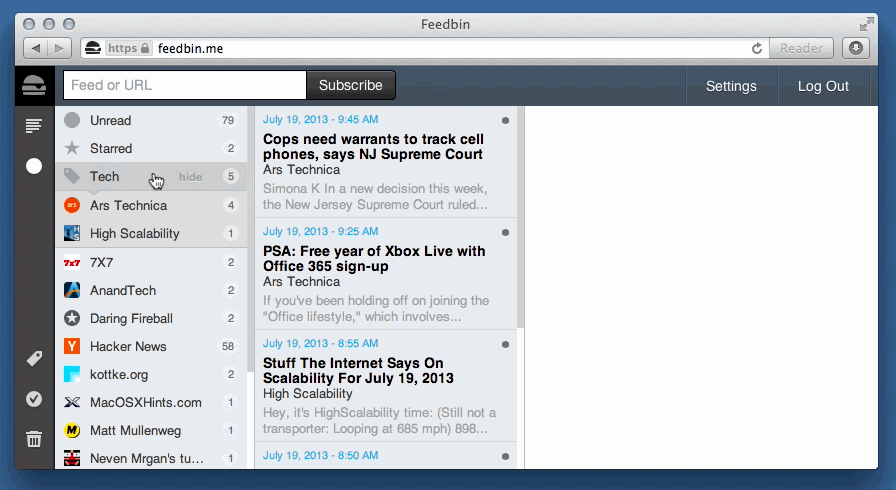 Feedbin
https feedbin.me
Reader
Feed or URL
Subscribe
Settings
Log Out
Unread 79
Starred 2
Tech hide 5
ars Ars Technica 4
High Scalability 1
7x7 7X7 2
AnandTech 2
Daring Fireball 2
Y Hacker News 58
kottke.org 2
X MacOSXHints.com 1
M Matt Mullenweg 1
Neven Mrgan's tu... 1
July 19, 2013 - 9:45 AM
Cops need warrants to track cell
phones, says NJ Supreme Court
Ars Technica
Simona K In a new decision this week,
the New Jersey Supreme Court ruled...
July 19, 2013 - 9:25 AM
PSA: Free year of Xbox Live with
Office 365 sign-up
Ars Technica
If you've been holding off on joining the
"Office lifestyle," which involves...
July 19, 2013 - 8:55 AM
Stuff The Internet Says On
Scalability For July 19, 2013
High Scalability
Hey, it's HighScalability time: (Still not a
transporter: Looping at 685 mph) 898...
July 19, 2013 - 8:50 AM